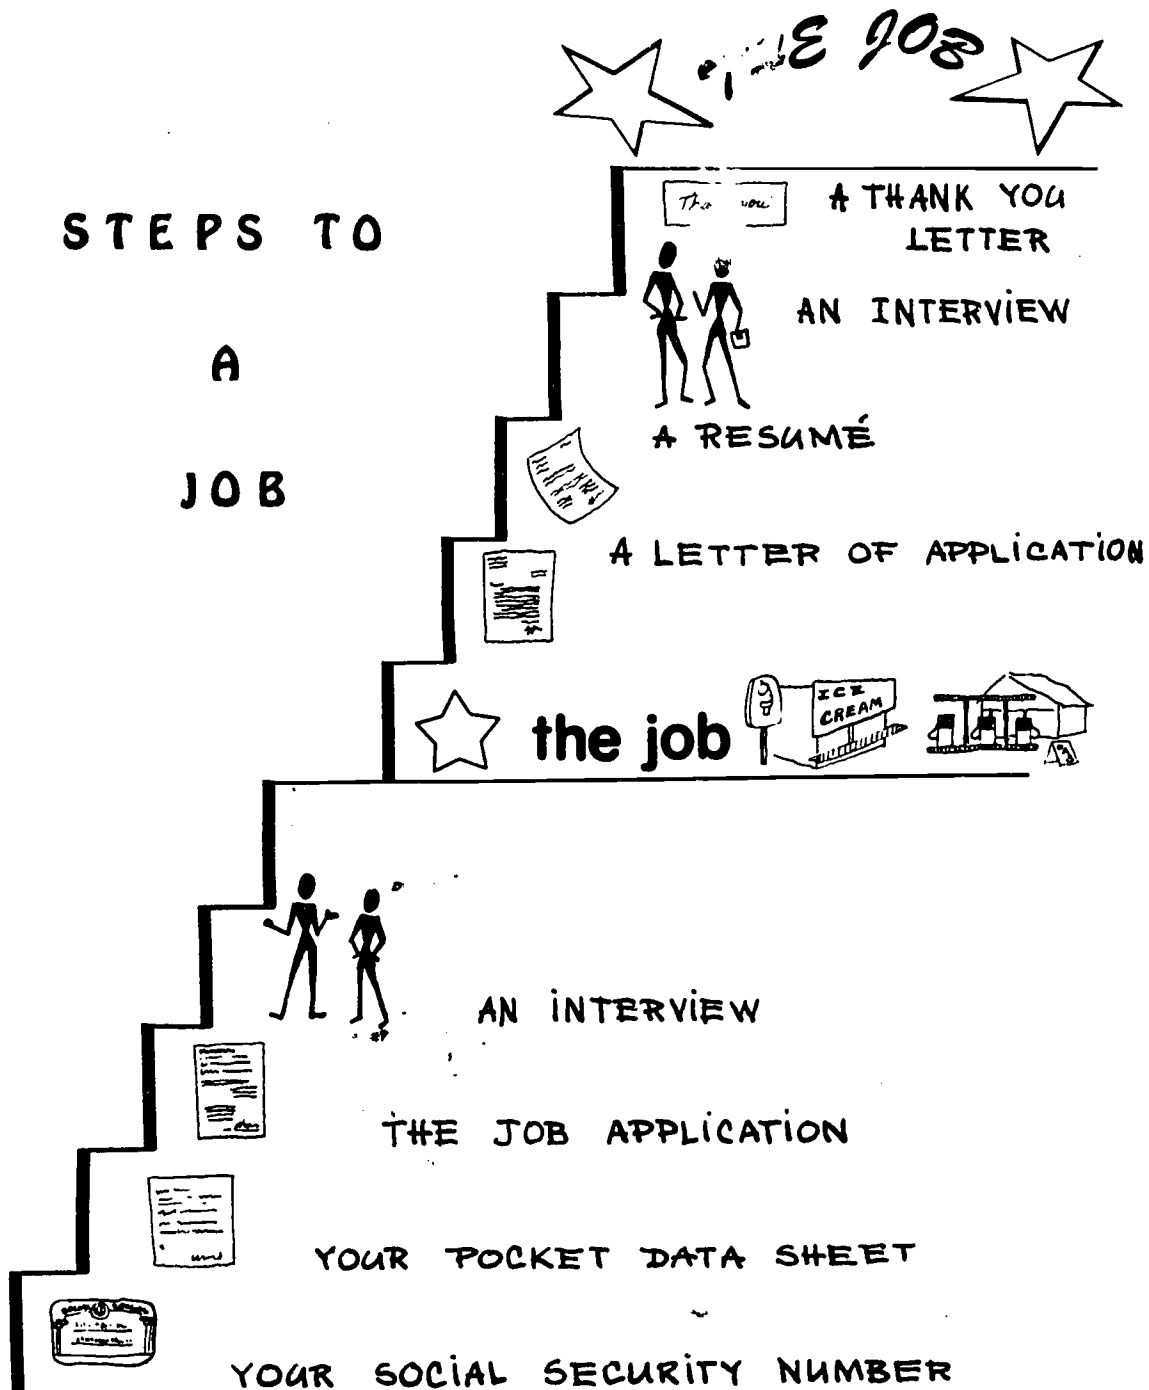 E JOB
A THANK YOU
LETTER
STEPS TO
AN INTERVIEW
A
A RESUMÉ
JOB
A LETTER OF APPLICATION
the job
ICE
CREAM
AN INTERVIEW
THE JOB APPLICATION
YOUR POCKET DATA SHEET
YOUR SOCIAL SECURITY NUMBER